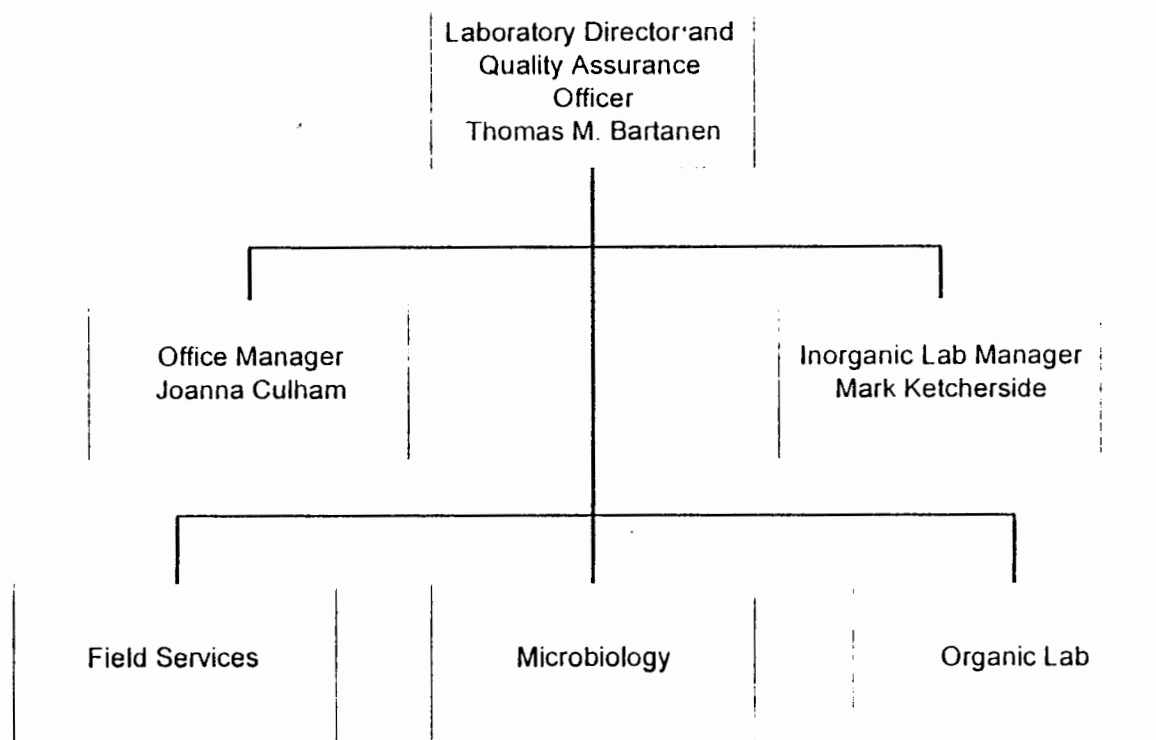 Laboratory Director and
Quality Assurance
Officer
Thomas M. Bartanen
Office Manager
Joanna Culham
Inorganic Lab Manager
Mark Ketcherside
Field Services
Microbiology
Organic Lab